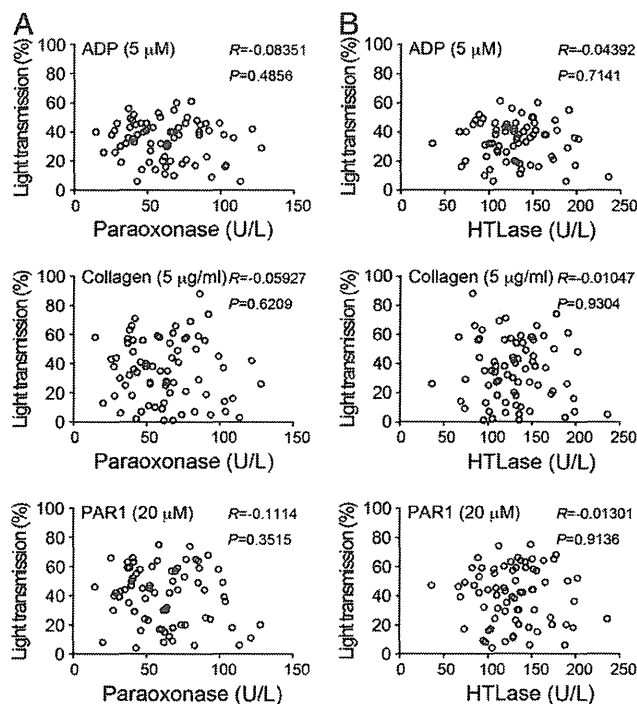 A
ADP (5 µM)
R=-0.08351
P=0.4856
Light transmission (%)
100
80
60
40
20
0
0 50 100 150
Paraoxonase (U/L)
B
ADP (5 µM)
R=-0.04392
P=0.7141
Light transmission (%)
100
80
60
40
20
0
0 50 100 150 200 250
HTLase (U/L)
Collagen (5 µg/ml)
R=-0.05927
P=0.6209
Light transmission (%)
100
80
60
40
20
0
0 50 100 150
Paraoxonase (U/L)
Collagen (5 µg/ml)
R=-0.01047
P=0.9304
Light transmission (%)
100
80
60
40
20
0
0 50 100 150 200 250
HTLase (U/L)
PAR1 (20 µM)
R=-0.1114
P=0.3515
Light transmission (%)
100
80
60
40
20
0
0 50 100 150
Paraoxonase (U/L)
PAR1 (20 µM)
R=-0.01301
P=0.9136
Light transmission (%)
100
80
60
40
20
0
0 50 100 150 200 250
HTLase (U/L)